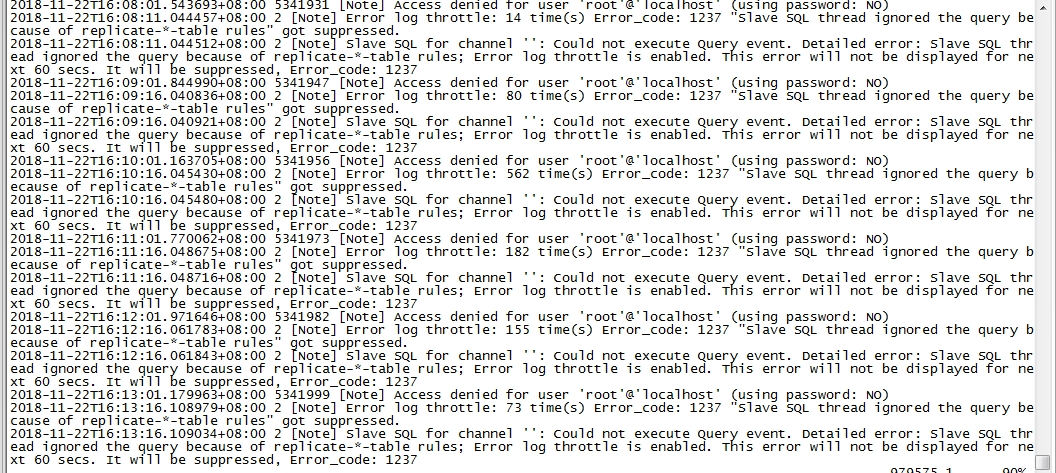 2018-11-22T16:08:01.543693+08:00 5341931 [Note] Access denied for user 'root'@'localhost' (using password: NO)
2018-11-22T16:08:11.044457+08:00 2 [Note] Error log throttle: 14 time(s) Error_code: 1237 "Slave SQL thread ignored the query be
cause of replicate-*-table rules" got suppressed.
2018-11-22T16:08:11.044512+08:00 2 [Note] Slave SQL for channel '': Could not execute Query event. Detailed error: Slave SQL thr
ead ignored the query because of replicate-*-table rules; Error log throttle is enabled. This error will not be displayed for ne
xt 60 secs. It will be suppressed, Error_code: 1237
2018-11-22T16:09:01.844990+08:00 5341947 [Note] Access denied for user 'root'@'localhost' (using password: NO)
2018-11-22T16:09:16.040836+08:00 2 [Note] Error log throttle: 80 time(s) Error_code: 1237 "Slave SQL thread ignored the query be
cause of replicate-*-table rules" got suppressed.
2018-11-22T16:09:16.040921+08:00 2 [Note] Slave SQL for channel '': Could not execute Query event. Detailed error: Slave SQL thr
ead ignored the query because of replicate-*-table rules; Error log throttle is enabled. This error will not be displayed for ne
xt 60 secs. It will be suppressed, Error_code: 1237
2018-11-22T16:10:01.163705+08:00 5341956 [Note] Access denied for user 'root'@'localhost' (using password: NO)
2018-11-22T16:10:16.045430+08:00 2 [Note] Error log throttle: 562 time(s) Error_code: 1237 "Slave SQL thread ignored the query b
ecause of replicate-*-table rules" got suppressed.
2018-11-22T16:10:16.045480+08:00 2 [Note] Slave SQL for channel '': Could not execute Query event. Detailed error: Slave SQL thr
ead ignored the query because of replicate-*-table rules; Error log throttle is enabled. This error will not be displayed for ne
xt 60 secs. It will be suppressed, Error_code: 1237
2018-11-22T16:11:01.770062+08:00 5341973 [Note] Access denied for user 'root'@'localhost' (using password: NO)
2018-11-22T16:11:16.048675+08:00 2 [Note] Error log throttle: 182 time(s) Error_code: 1237 "Slave SQL thread ignored the query b
ecause of replicate-*-table rules" got suppressed.
2018-11-22T16:11:16.048716+08:00 2 [Note] Slave SQL for channel '': Could not execute Query event. Detailed error: Slave SQL thr
ead ignored the query because of replicate-*-table rules; Error log throttle is enabled. This error will not be displayed for ne
xt 60 secs. It will be suppressed, Error_code: 1237
2018-11-22T16:12:01.971646+08:00 5341982 [Note] Access denied for user 'root'@'localhost' (using password: NO)
2018-11-22T16:12:16.061783+08:00 2 [Note] Error log throttle: 155 time(s) Error_code: 1237 "Slave SQL thread ignored the query b
ecause of replicate-*-table rules" got suppressed.
2018-11-22T16:12:16.061843+08:00 2 [Note] Slave SQL for channel '': Could not execute Query event. Detailed error: Slave SQL thr
ead ignored the query because of replicate-*-table rules; Error log throttle is enabled. This error will not be displayed for ne
xt 60 secs. It will be suppressed, Error_code: 1237
2018-11-22T16:13:01.179963+08:00 5341999 [Note] Access denied for user 'root'@'localhost' (using password: NO)
2018-11-22T16:13:16.108979+08:00 2 [Note] Error log throttle: 73 time(s) Error_code: 1237 "Slave SQL thread ignored the query be
cause of replicate-*-table rules" got suppressed.
2018-11-22T16:13:16.109034+08:00 2 [Note] Slave SQL for channel '': Could not execute Query event. Detailed error: Slave SQL thr
ead ignored the query because of replicate-*-table rules; Error log throttle is enabled. This error will not be displayed for ne
xt 60 secs. It will be suppressed, Error_code: 1237
979575,1 90%